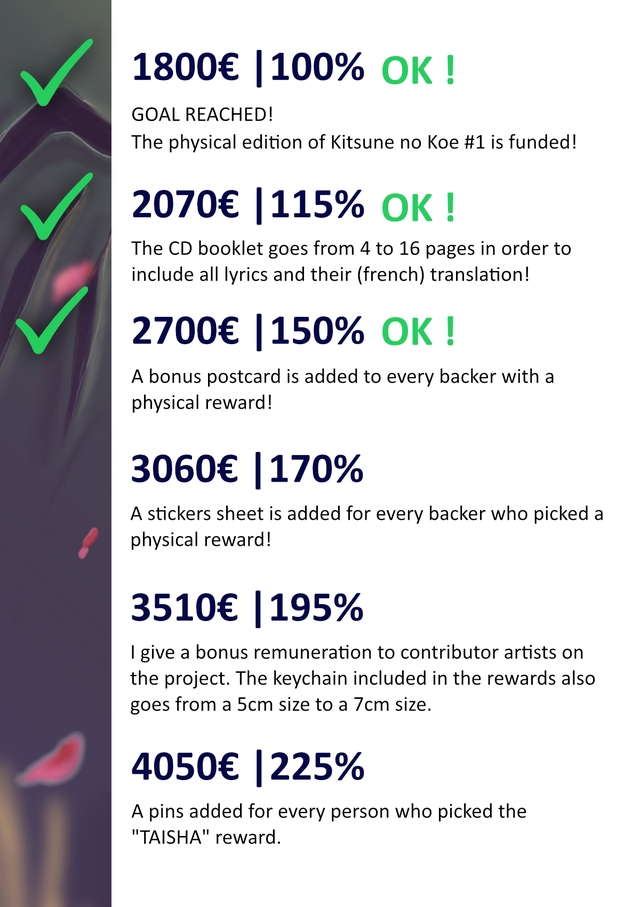 1800€ |100% OK !
GOAL REACHED!
The physical edition of Kitsune no Koe #1 is funded!
2070€ |115% OK !
The CD booklet goes from 4 to 16 pages in order to
include all lyrics and their (french) translation!
2700€ |150% OK !
A bonus postcard is added to every backer with a
physical reward!
3060€ |170%
A stickers sheet is added for every backer who picked a
physical reward!
3510€ |195%
I give a bonus remuneration to contributor artists on
the project. The keychain included in the rewards also
goes from a 5cm size to a 7cm size.
4050€ |225%
A pins added for every person who picked the
"TAISHA" reward.